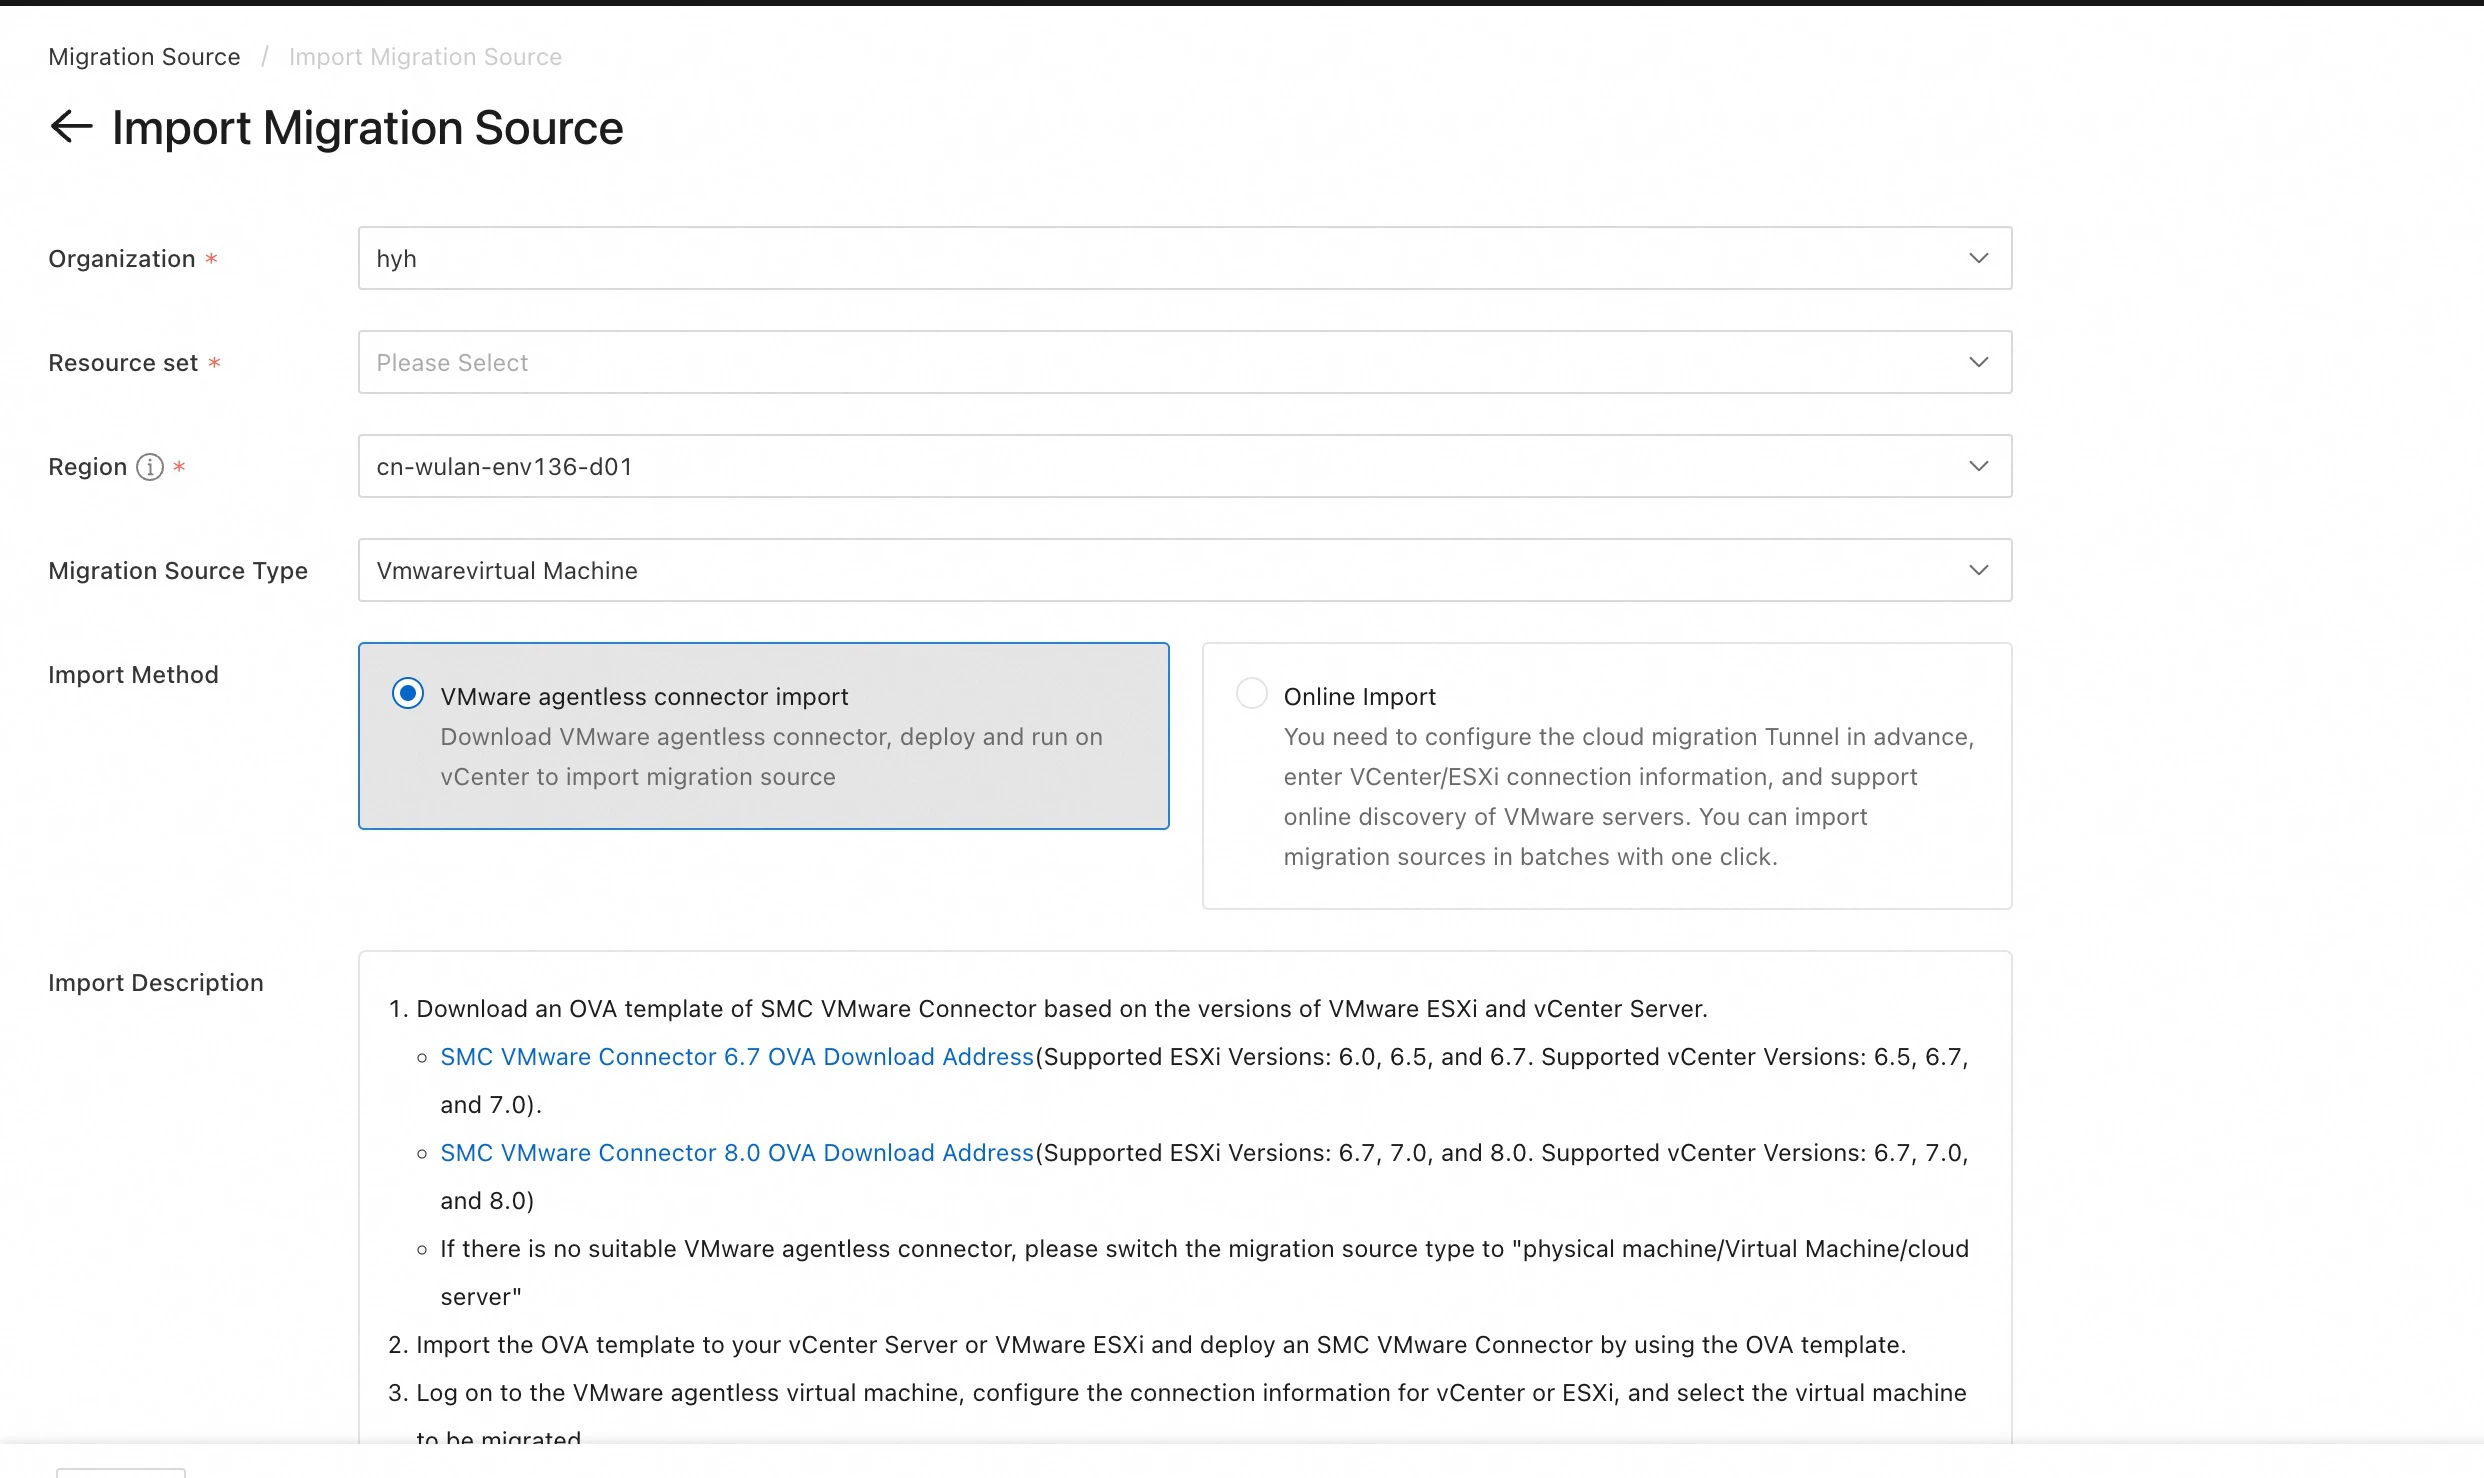 Migration Source / Import Migration Source
← Import Migration Source
Organization *
hyh
Resource set *
Please Select
Region *
cn-wulan-env136-d01
Migration Source Type
Vmwarevirtual Machine
Import Method
VMware agentless connector import
Download VMware agentless connector, deploy and run on
vCenter to import migration source
Online Import
You need to configure the cloud migration Tunnel in advance,
enter VCenter/ESXi connection information, and support
online discovery of VMware servers. You can import
migration sources in batches with one click.
Import Description
1. Download an OVA template of SMC VMware Connector based on the versions of VMware ESXi and vCenter Server.
SMC VMware Connector 6.7 OVA Download Address(Supported ESXi Versions: 6.0, 6.5, and 6.7. Supported vCenter Versions: 6.5, 6.7,
and 7.0).
SMC VMware Connector 8.0 OVA Download Address(Supported ESXi Versions: 6.7, 7.0, and 8.0. Supported vCenter Versions: 6.7, 7.0,
and 8.0)
If there is no suitable VMware agentless connector, please switch the migration source type to "physical machine/Virtual Machine/cloud
server"
2. Import the OVA template to your vCenter Server or VMware ESXi and deploy an SMC VMware Connector by using the OVA template.
3. Log on to the VMware agentless virtual machine, configure the connection information for vCenter or ESXi, and select the virtual machine
to be migrated